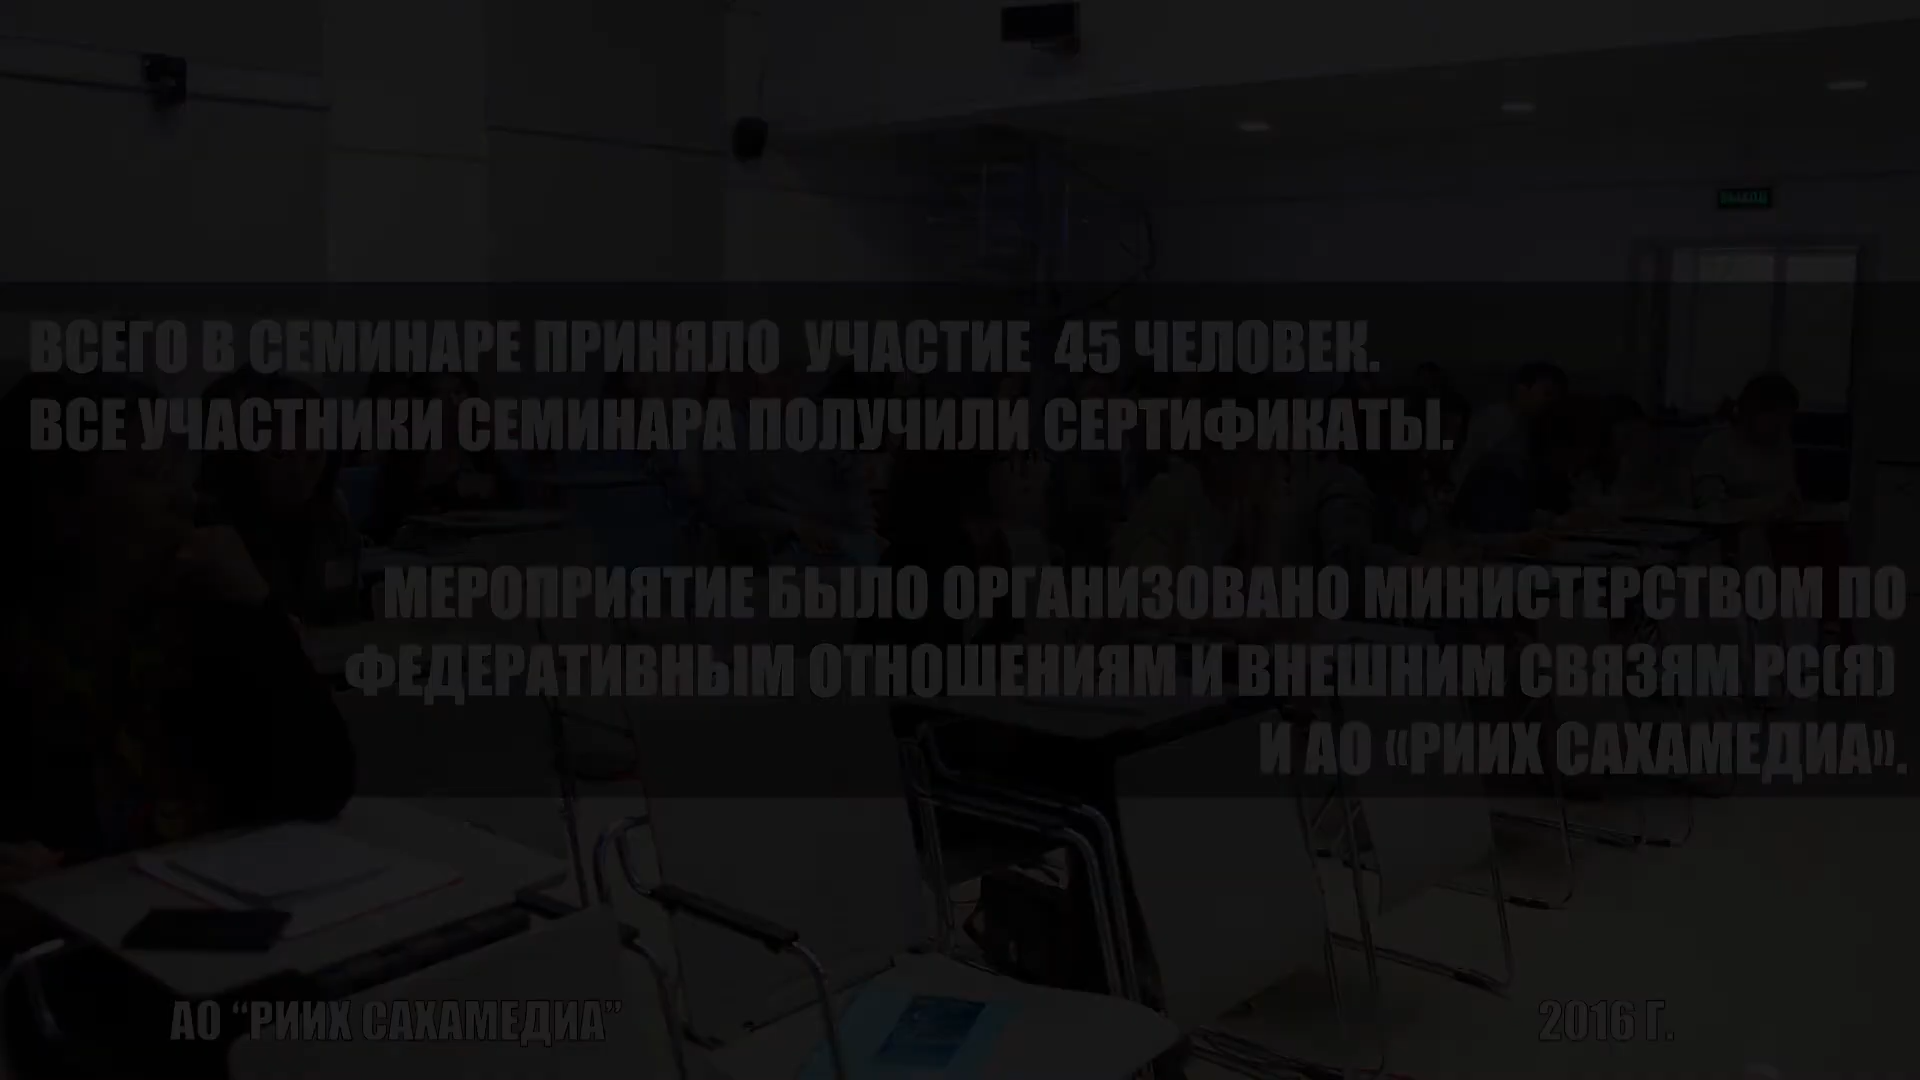 ВЫХОД
ВСЕГО В СЕМИНАРЕ ПРИНЯЛО УЧАСТИЕ 45 ЧЕЛОВЕК.
ВСЕ УЧАСТНИКИ СЕМИНАРА ПОЛУЧИЛИ СЕРТИФИКАТЫ.
МЕРОПРИЯТИЕ БЫЛО ОРГАНИЗОВАНО МИНИСТЕРСТВОМ ПО
ФЕДЕРАТИВНЫМ ОТНОШЕНИЯМ И ВНЕШНИМ СВЯЗЯМ РС(Я)
И АО «РИИХ САХАМЕДИА».
АО “РИИХ САХАМЕДИА”
2016 Г.